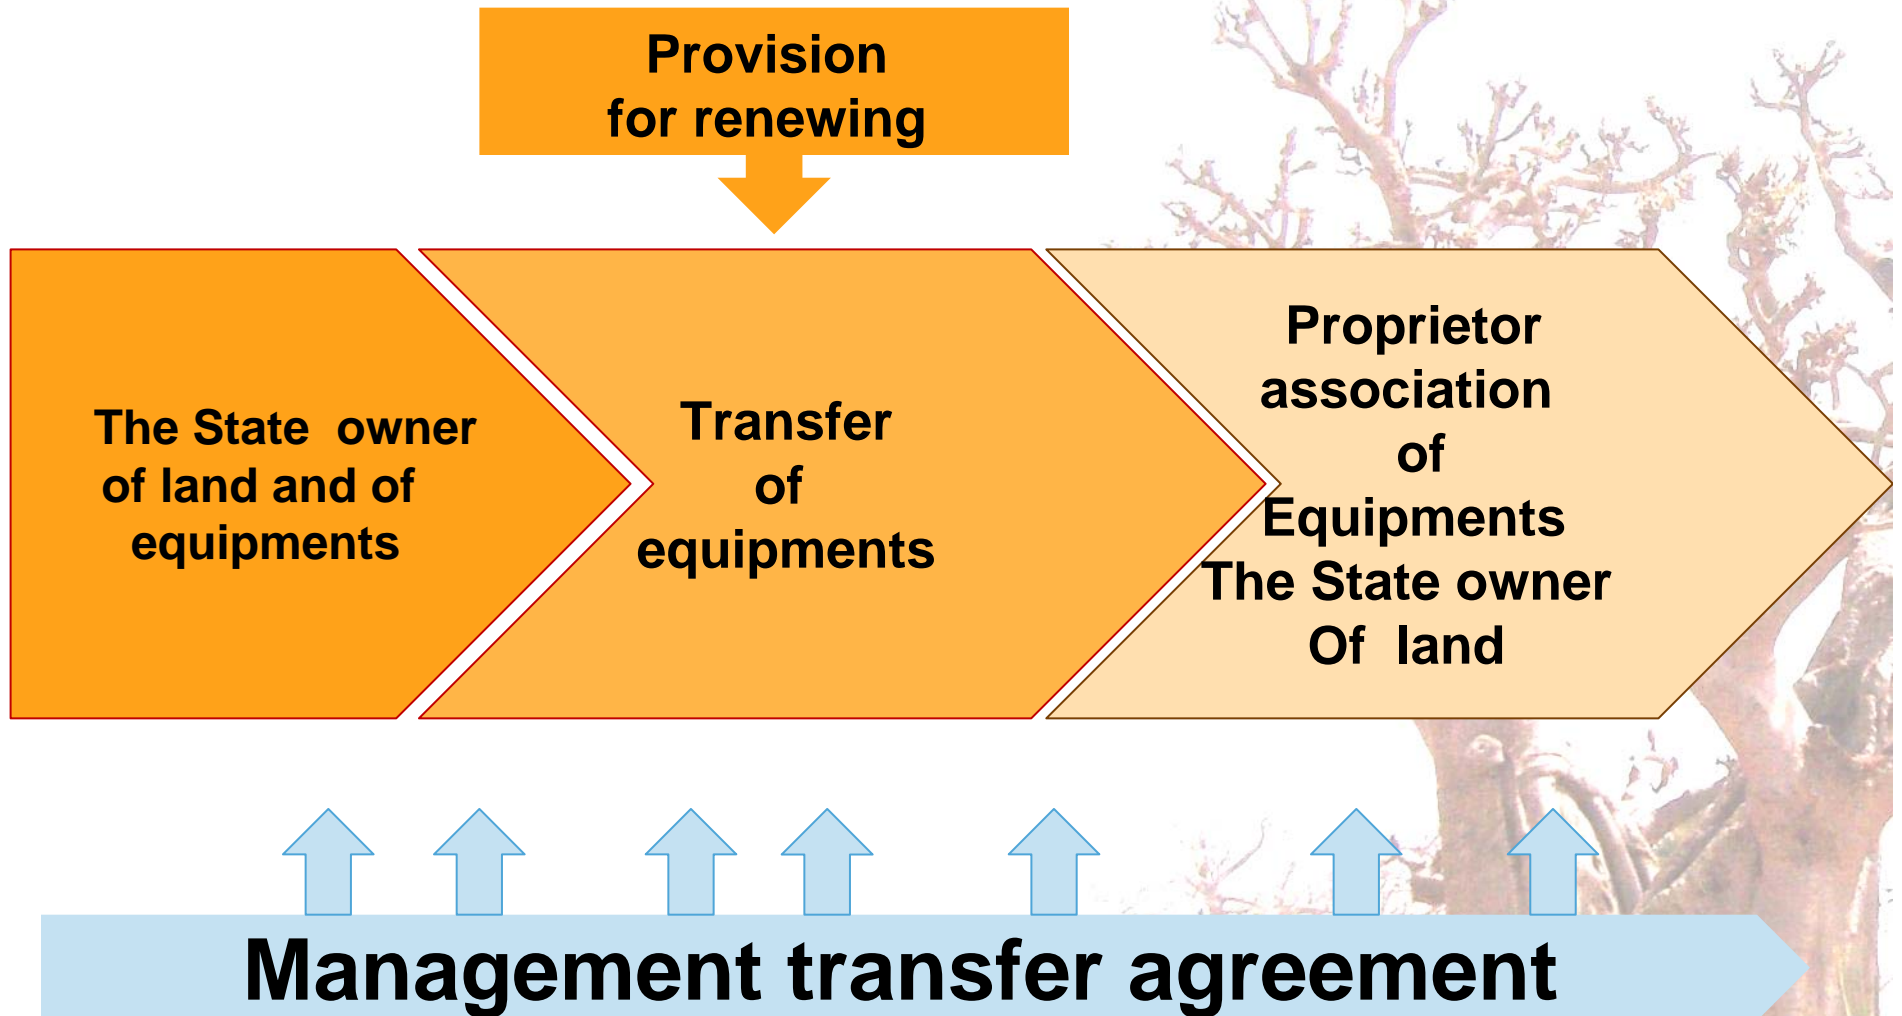 Provision
for renewing
The State owner
of land and of
equipments
Transfer
of
equipments
Proprietor
association
of
Equipments
The State owner
Of land
Management transfer agreement